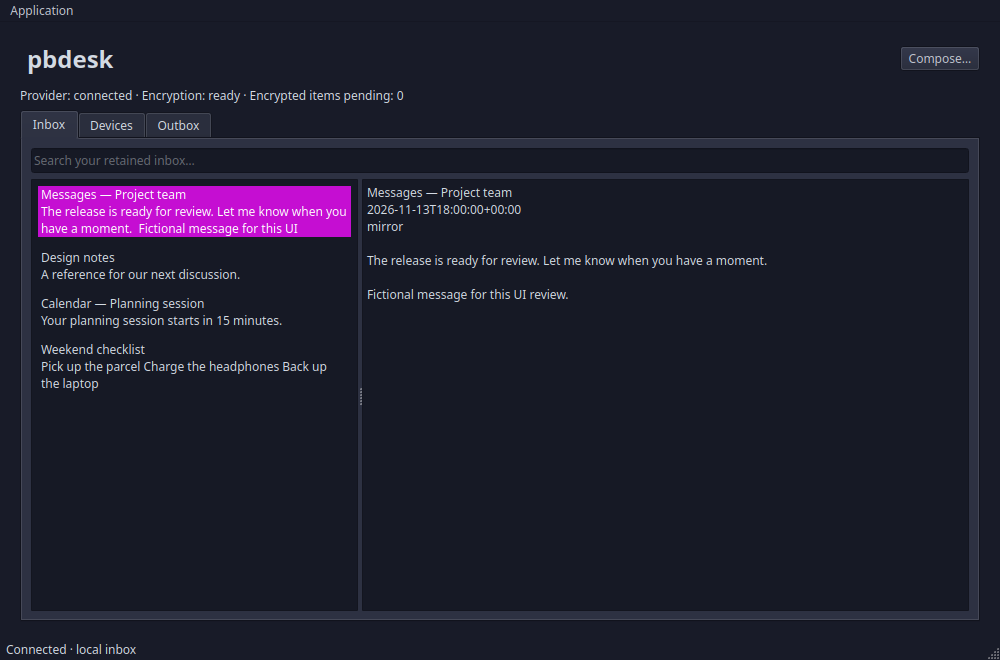 Application
pbdesk
Compose...
Provider: connected · Encryption: ready · Encrypted items pending: 0
Inbox
Devices
Outbox
Search your retained inbox...
Messages — Project team
The release is ready for review. Let me know when you
have a moment.  Fictional message for this UI
Design notes
A reference for our next discussion.
Calendar — Planning session
Your planning session starts in 15 minutes.
Weekend checklist
Pick up the parcel Charge the headphones Back up
the laptop
Messages — Project team
2026-11-13T18:00:00+00:00
mirror
The release is ready for review. Let me know when you have a moment.
Fictional message for this UI review.
Connected · local inbox